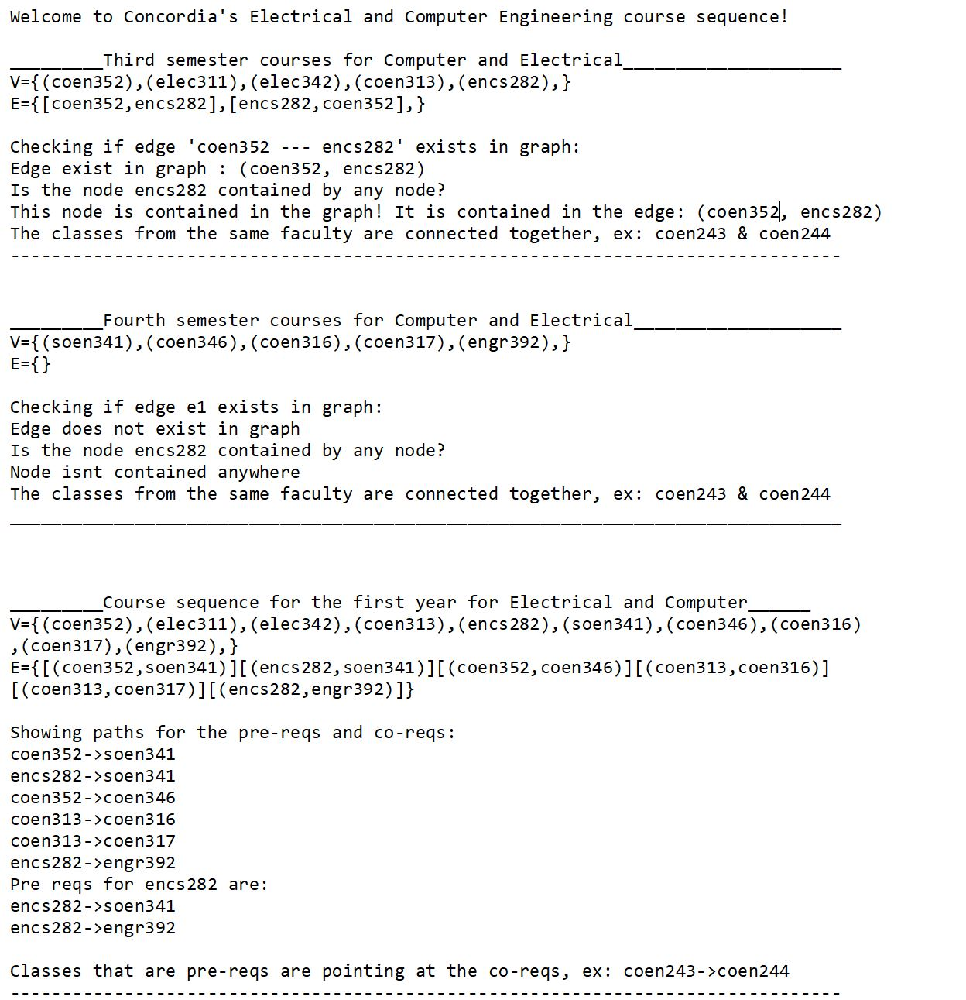 Welcome to Concordia's Electrical and Computer Engineering course sequence!
_________Third semester courses for Computer and Electrical_____________________
V={(coen352),(elec311),(elec342),(coen313),(encs282),}
E={[coen352,encs282],[encs282,coen352],}
Checking if edge 'coen352 --- encs282' exists in graph:
Edge exist in graph : (coen352, encs282)
Is the node encs282 contained by any node?
This node is contained in the graph! It is contained in the edge: (coen352, encs282)
The classes from the same faculty are connected together, ex: coen243 & coen244
--------------------------------------------------------------------------------
_________Fourth semester courses for Computer and Electrical____________________
V={(soen341),(coen346),(coen316),(coen317),(engr392),}
E={}
Checking if edge e1 exists in graph:
Edge does not exist in graph
Is the node encs282 contained by any node?
Node isnt contained anywhere
The classes from the same faculty are connected together, ex: coen243 & coen244
________________________________________________________________________________
_________Course sequence for the first year for Electrical and Computer______
V={(coen352),(elec311),(elec342),(coen313),(encs282),(soen341),(coen346),(coen316)
,(coen317),(engr392),}
E={[(coen352,soen341)][(encs282,soen341)][(coen352,coen346)][(coen313,coen316)]
[(coen313,coen317)][(encs282,engr392)]}
Showing paths for the pre-reqs and co-reqs:
coen352->soen341
encs282->soen341
coen352->coen346
coen313->coen316
coen313->coen317
encs282->engr392
Pre reqs for encs282 are:
encs282->soen341
encs282->engr392
Classes that are pre-reqs are pointing at the co-reqs, ex: coen243->coen244
--------------------------------------------------------------------------------